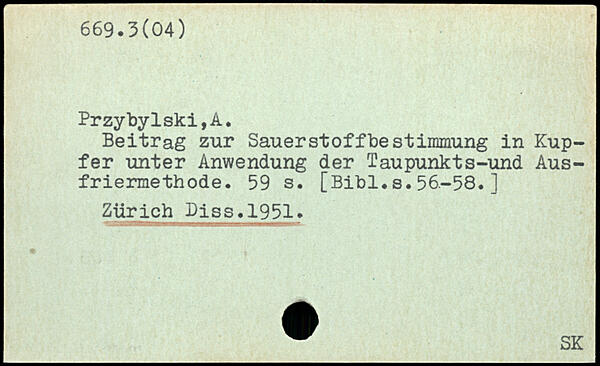 669.3(04)
Przybylski,A.
Beitrag zur Sauerstoffbestimmung in Kup-
fer unter Anwendung der Taupunkts-und Aus-
friermethode. 59 s. [Bibl.s.56-58.]
Zürich Diss.1951.
SK